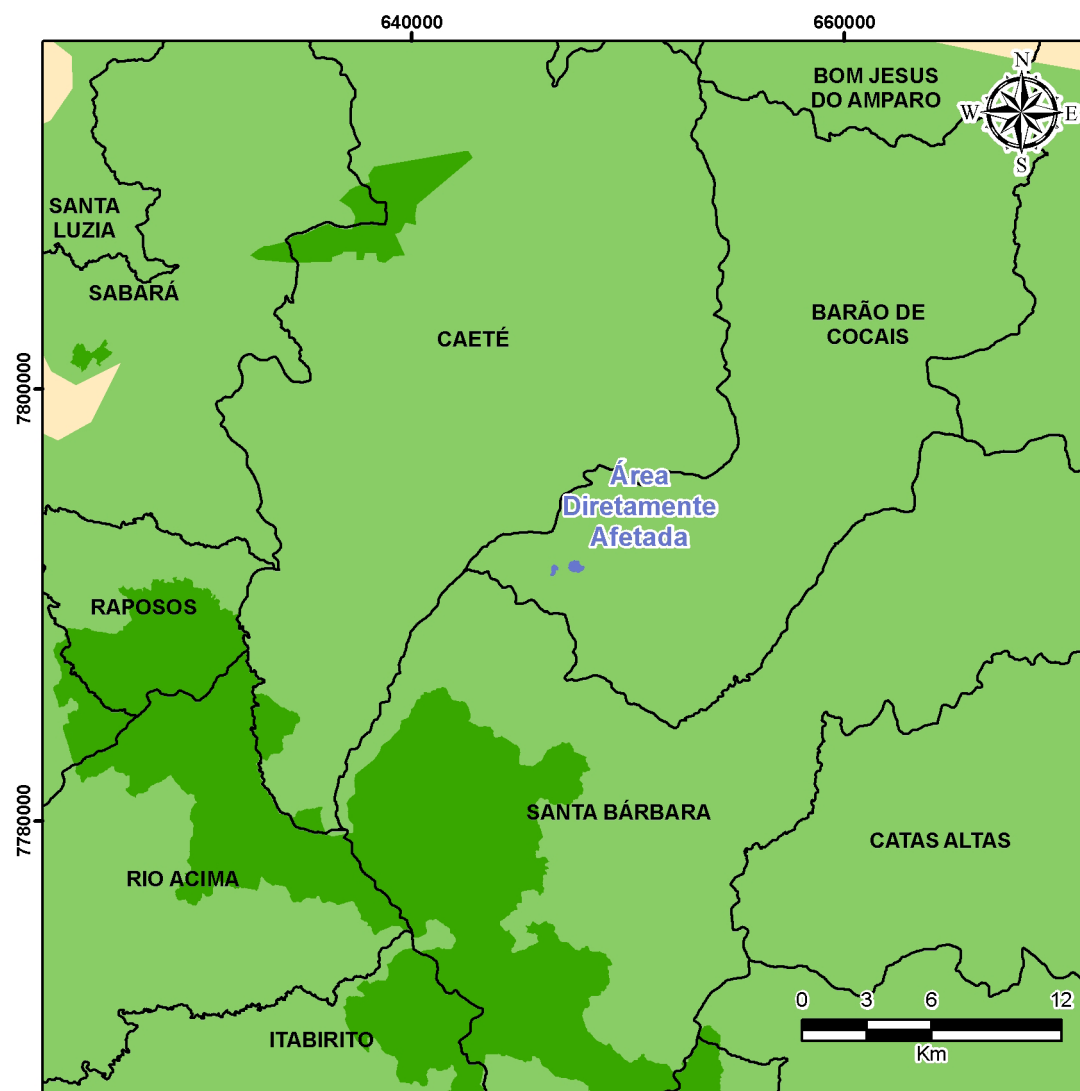 640000
660000
BOM JESUS
DO AMPARO
N
W
E
S
SANTA
LUZIA
SABARÁ
CAETÉ
BARÃO DE
COCAIS
7800000
Área
Diretamente
Afetada
RAPOSOS
7780000
SANTA BÁRBARA
CATAS ALTAS
RIO ACIMA
ITABIRITO
0 3 6 12
Km